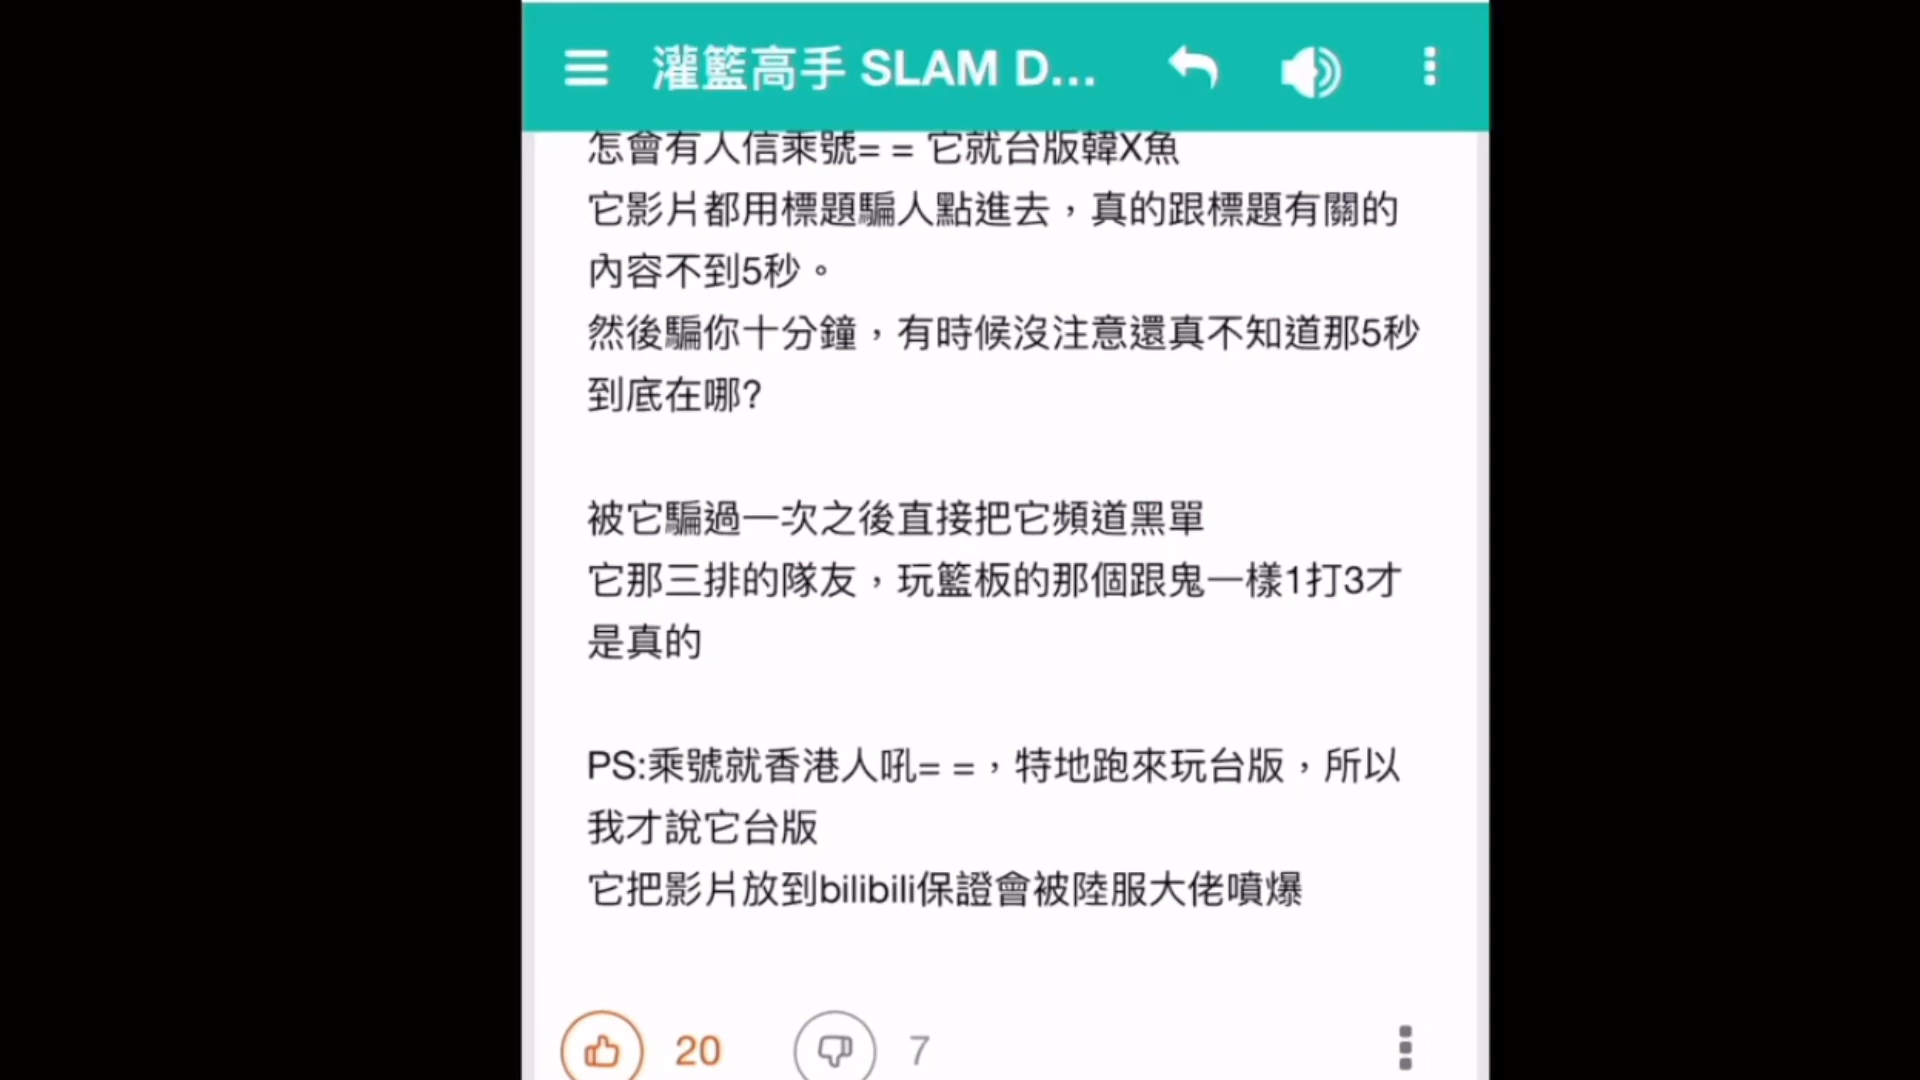 灌籃高手 SLAM D...
怎會有人信乘號= = 它就台版韓X魚
它影片都用標題騙人點進去，真的跟標題有關的
內容不到5秒。
然後騙你十分鐘，有時候沒注意還真不知道那5秒
到底在哪?
被它騙過一次之後直接把它頻道黑單
它那三排的隊友，玩籃板的那個跟鬼一樣1打3才
是真的
PS:乘號就香港人吼= =，特地跑來玩台版，所以
我才說它台版
它把影片放到bilibili保證會被陸服大佬噴爆
20
7